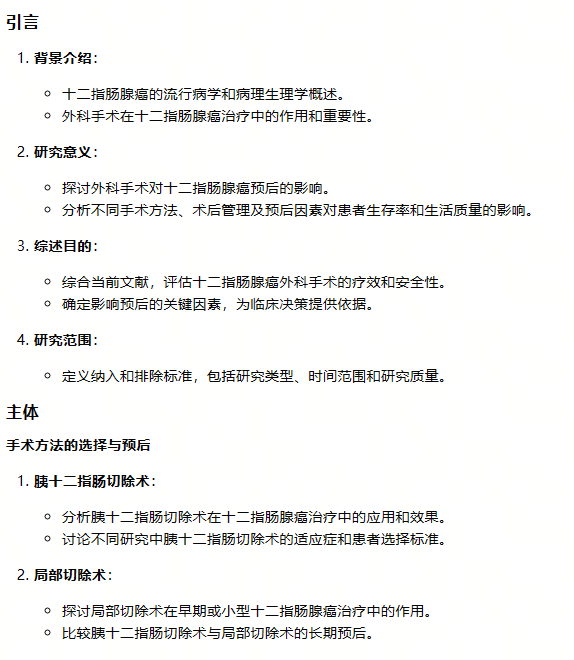 引言
1. 背景介绍：
十二指肠腺癌的流行病学和病理生理学概述。
外科手术在十二指肠腺癌治疗中的作用和重要性。
2. 研究意义：
探讨外科手术对十二指肠腺癌预后的影响。
分析不同手术方法、术后管理及预后因素对患者生存率和生活质量的影响。
3. 综述目的：
综合当前文献，评估十二指肠腺癌外科手术的疗效和安全性。
确定影响预后的关键因素，为临床决策提供依据。
4. 研究范围：
定义纳入和排除标准，包括研究类型、时间范围和研究质量。
主体
手术方法的选择与预后
1. 胰十二指肠切除术：
分析胰十二指肠切除术在十二指肠腺癌治疗中的应用和效果。
讨论不同研究中胰十二指肠切除术的适应症和患者选择标准。
2. 局部切除术：
探讨局部切除术在早期或小型十二指肠腺癌治疗中的作用。
比较胰十二指肠切除术与局部切除术的长期预后。